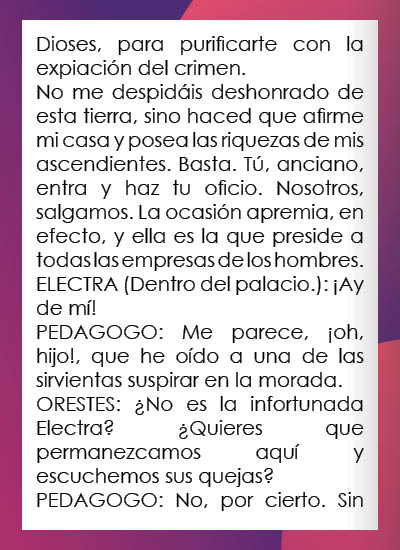 Dioses, para purificarte con la
expiación del crimen.
No me despidáis deshonrado de
esta tierra, sino haced que afirme
mi casa y posea las riquezas de mis
ascendientes. Basta. Tú, anciano,
entra y haz tu oficio. Nosotros,
salgamos. La ocasión apremia, en
efecto, y ella es la que preside a
todas las empresas de los hombres.
ELECTRA (Dentro del palacio.): ¡Ay
de mí!
PEDAGOGO: Me parece, ¡oh,
hijo!, que he oído a una de las
sirvientas suspirar en la morada.
ORESTES: ¿No es la infortunada
Electra? ¿Quieres que
permanezcamos aquí y
escuchemos sus quejas?
PEDAGOGO: No, por cierto. Sin